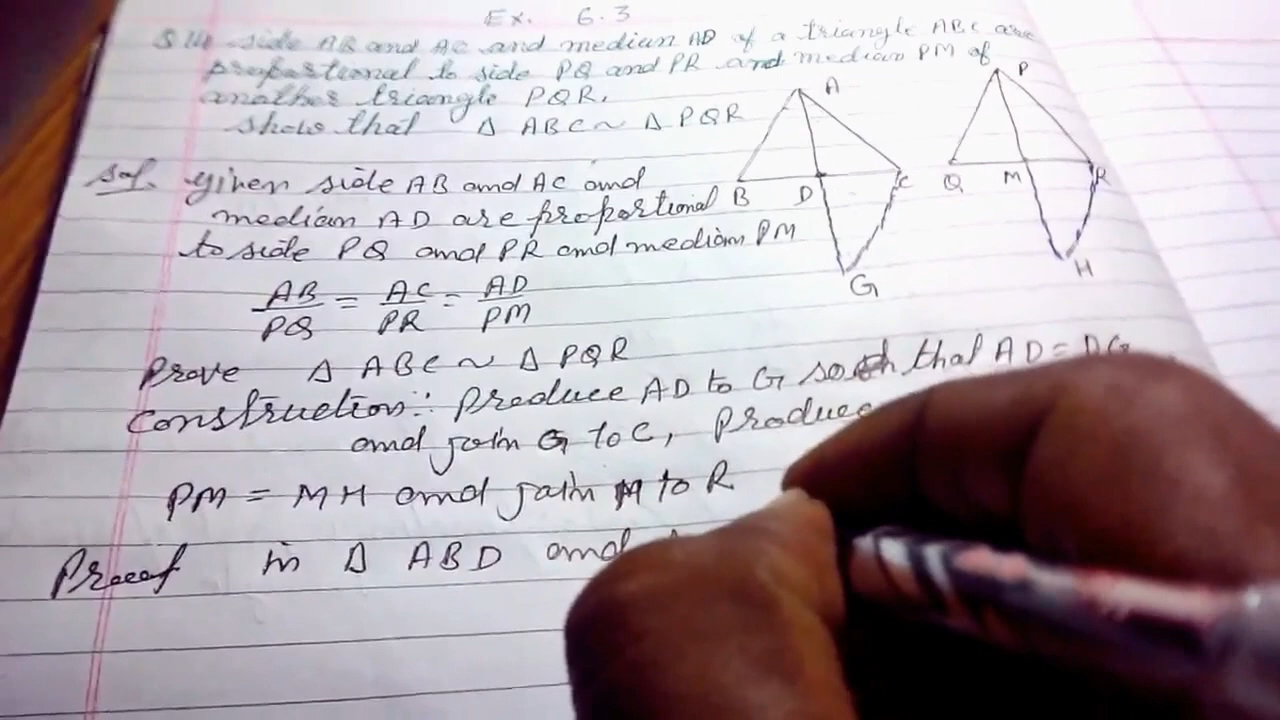 Ex. 6.3
side AB and AC and median AD of a triangle ABC are
proportional to side PQ and PR and median PM of
another triangle PQR.
show that Δ ABC ~ Δ PQR
Sol. given side AB and AC and
median AD are proportional
to side PQ and PR and median PM
AB/PQ = AC/PR = AD/PM
Prove Δ ABC ~ Δ PQR
Construction: Produce AD to G such that AD = DG
and join G to C, Produce
PM = MH and join M to R
Proof in Δ ABD and
A
B
D
C
G
P
Q
M
R
H